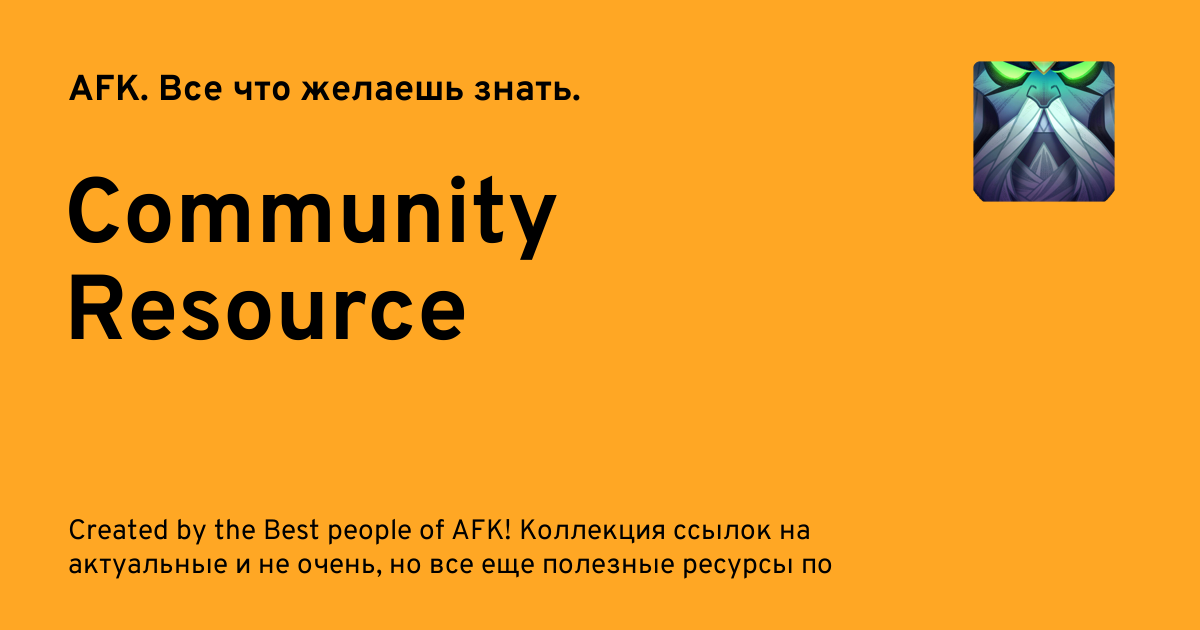 AFK. Все что желаешь знать.
Community
Resource
Created by the Best people of AFK! Коллекция ссылок на
актуальные и не очень, но все еще полезные ресурсы по